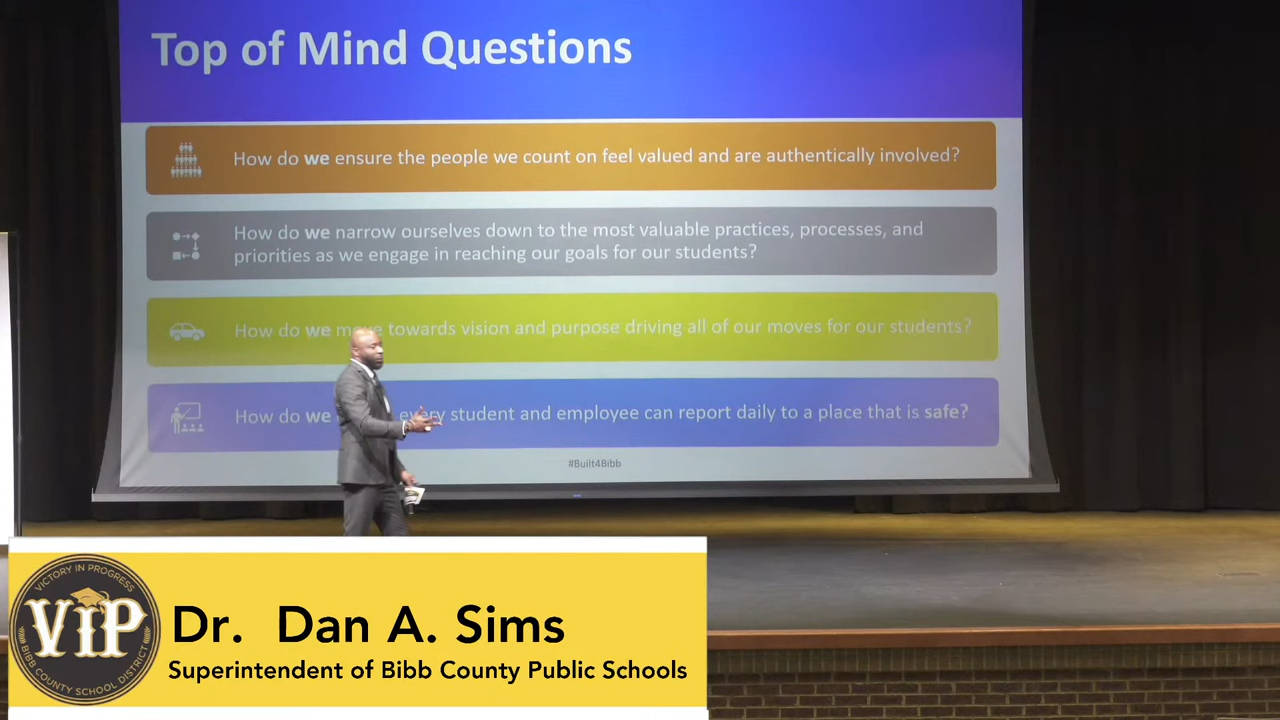 Top of Mind Questions
How do we ensure the people we count on feel valued and are authentically involved?
How do we narrow ourselves down to the most valuable practices, processes, and
priorities as we engage in reaching our goals for our students?
How do we move towards vision and purpose driving all of our moves for our students?
How do we every student and employee can report daily to a place that is safe?
#Built4Bibb
VICTORY IN PROGRESS
VIP
BIBB COUNTY SCHOOL DISTRICT
Dr. Dan A. Sims
Superintendent of Bibb County Public Schools